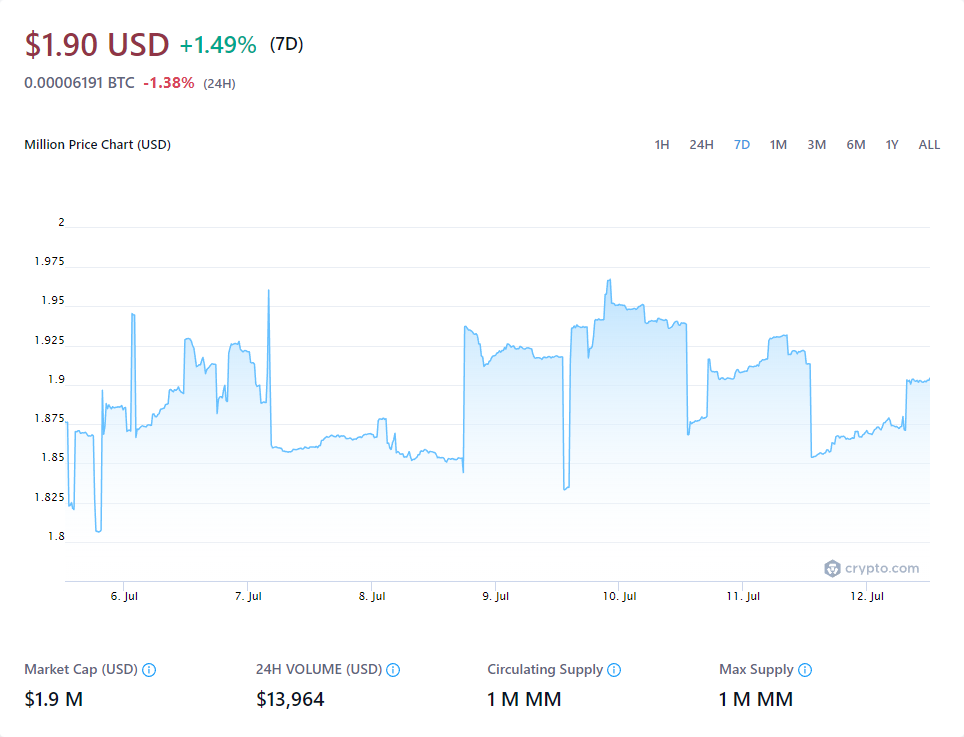 $1.90 USD +1.49% (7D)
0.00006191 BTC -1.38% (24H)
Million Price Chart (USD)
1H 24H 7D 1M 3M 6M 1Y ALL
2
1.975
1.95
1.925
1.9
1.875
1.85
1.825
1.8
crypto.com
6. Jul 7. Jul 8. Jul 9. Jul 10. Jul 11. Jul 12. Jul
Market Cap (USD) 24H VOLUME (USD) Circulating Supply Max Supply
$1.9 M $13,964 1 M MM 1 M MM